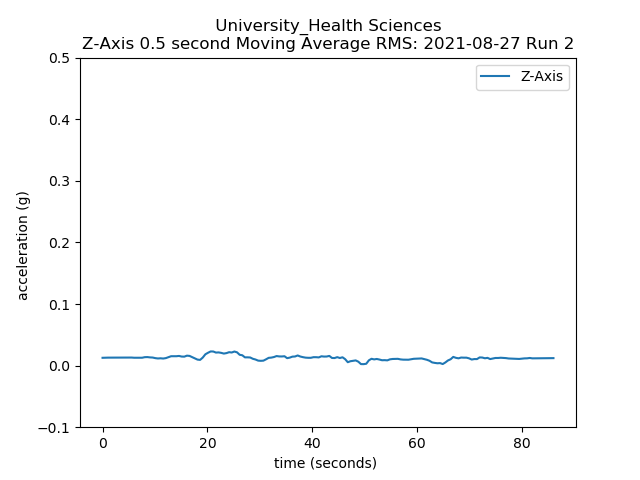 University_Health Sciences
Z-Axis 0.5 second Moving Average RMS: 2021-08-27 Run 2
Z-Axis
0.5
0.4
0.3
0.2
0.1
0.0
−0.1
acceleration (g)
0 20 40 60 80
time (seconds)